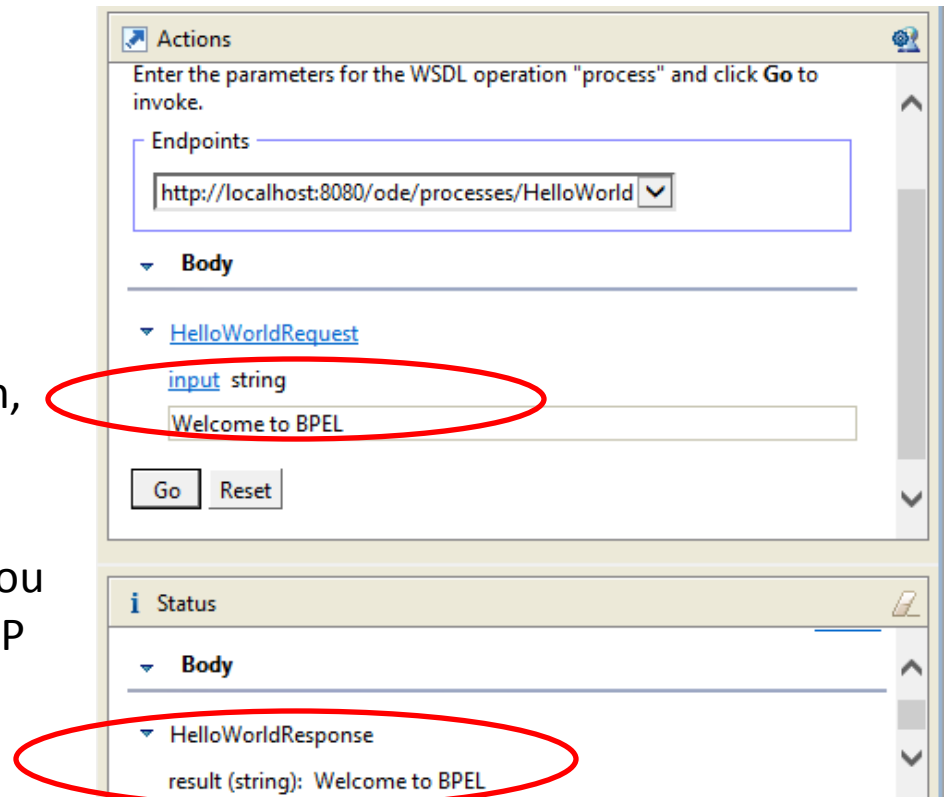 Actions
Enter the parameters for the WSDL operation "process" and click Go to
invoke.
Endpoints
http://localhost:8080/ode/processes/HelloWorld
Body
HelloWorldRequest
input string
Welcome to BPEL
Go Reset
i Status
Body
HelloWorldResponse
result (string): Welcome to BPEL